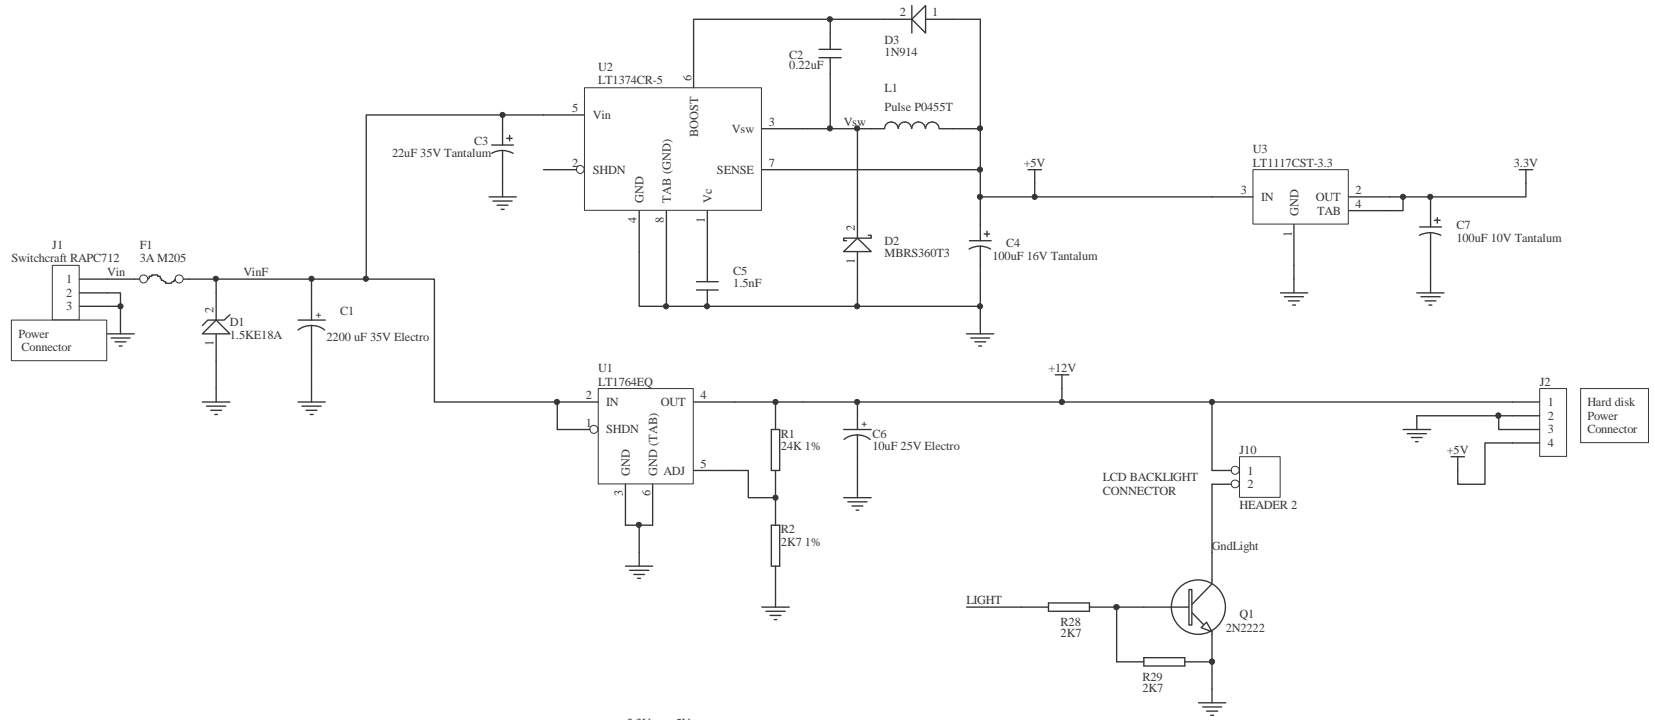 2
1
D3
1N914
C2
0.22uF
U2
LT1374CR-5
6
L1
Pulse P0455T
5
Vin
BOOST
Vsw
3
Vsw
C3
22uF 35V Tantalum
+
2
SHDN
GND
TAB (GND)
Vc
SENSE
7
4
8
1
+5V
U3
LT1117CST-3.3
3
IN
GND
OUT
TAB
2
4
1
3.3V
+
C7
100uF 10V Tantalum
2
D2
MBRS360T3
1
+
C4
100uF 16V Tantalum
C5
1.5nF
J1
Switchcraft RAPC712
F1
3A M205
1
2
3
Vin
VinF
Power
Connector
2
D1
1.5KE18A
1
C1
+
2200 uF 35V Electro
U1
LT1764EQ
2
IN
OUT
4
1
SHDN
GND
GND (TAB)
ADJ
5
3
6
R1
24K 1%
+
C6
10uF 25V Electro
R2
2K7 1%
+12V
J2
1
2
3
4
Hard disk
Power
Connector
+5V
J10
1
2
HEADER 2
LCD BACKLIGHT
CONNECTOR
GndLight
LIGHT
R28
2K7
Q1
2N2222
R29
2K7